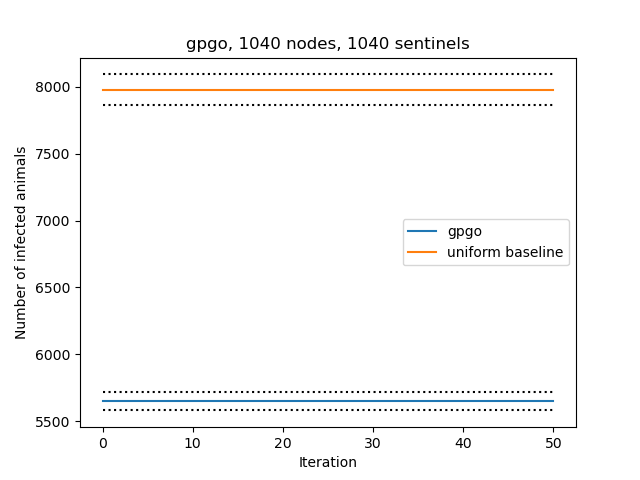 gpgo, 1040 nodes, 1040 sentinels
Number of infected animals
8000
7500
7000
6500
6000
5500
gpgo
uniform baseline
0 10 20 30 40 50
Iteration